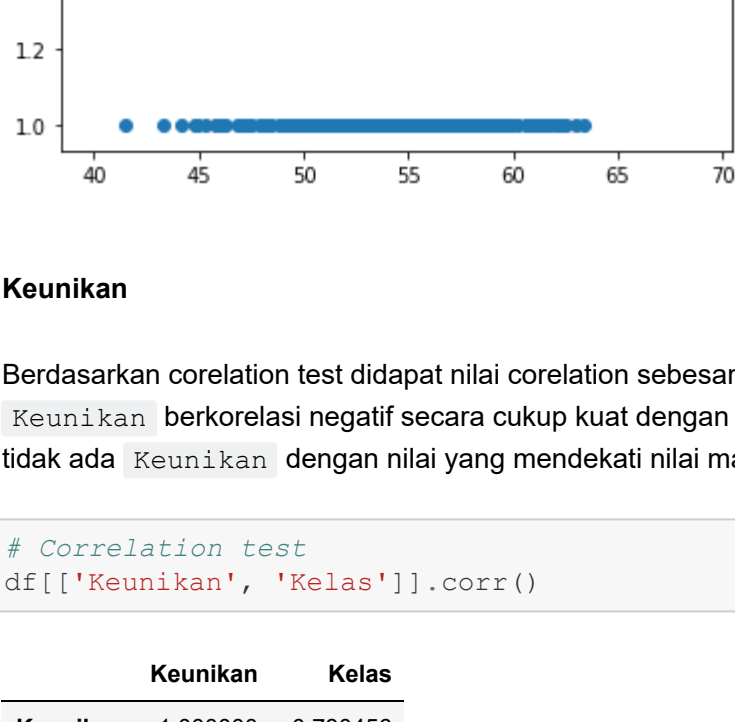 1.2
1.0
40 45 50 55 60 65 70
Keunikan
Berdasarkan corelation test didapat nilai corelation sebesar
Keunikan berkorelasi negatif secara cukup kuat dengan
tidak ada Keunikan dengan nilai yang mendekati nilai
# Correlation test
df[['Keunikan', 'Kelas']].corr()
Keunikan Kelas